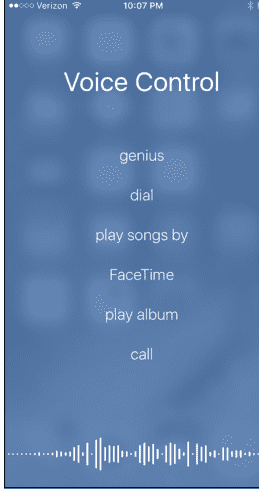 Verizon 10:07 PM
Voice Control
genius
dial
play songs by
FaceTime
play album
call